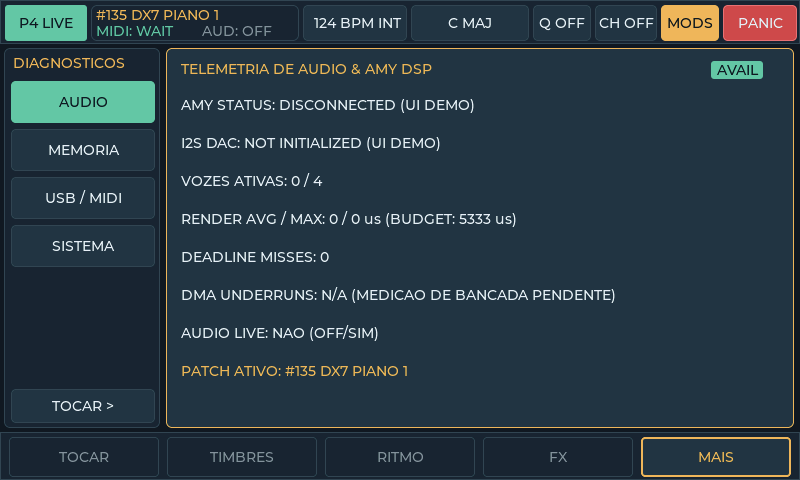 P4 LIVE
#135 DX7 PIANO 1
MIDI: WAIT AUD: OFF
124 BPM INT
C MAJ
Q OFF
CH OFF
MODS
PANIC
DIAGNOSTICOS
AUDIO
MEMORIA
USB / MIDI
SISTEMA
TOCAR >
TELEMETRIA DE AUDIO & AMY DSP
AVAIL
AMY STATUS: DISCONNECTED (UI DEMO)
I2S DAC: NOT INITIALIZED (UI DEMO)
VOZES ATIVAS: 0 / 4
RENDER AVG / MAX: 0 / 0 us (BUDGET: 5333 us)
DEADLINE MISSES: 0
DMA UNDERRUNS: N/A (MEDICAO DE BANCADA PENDENTE)
AUDIO LIVE: NAO (OFF/SIM)
PATCH ATIVO: #135 DX7 PIANO 1
TOCAR
TIMBRES
RITMO
FX
MAIS